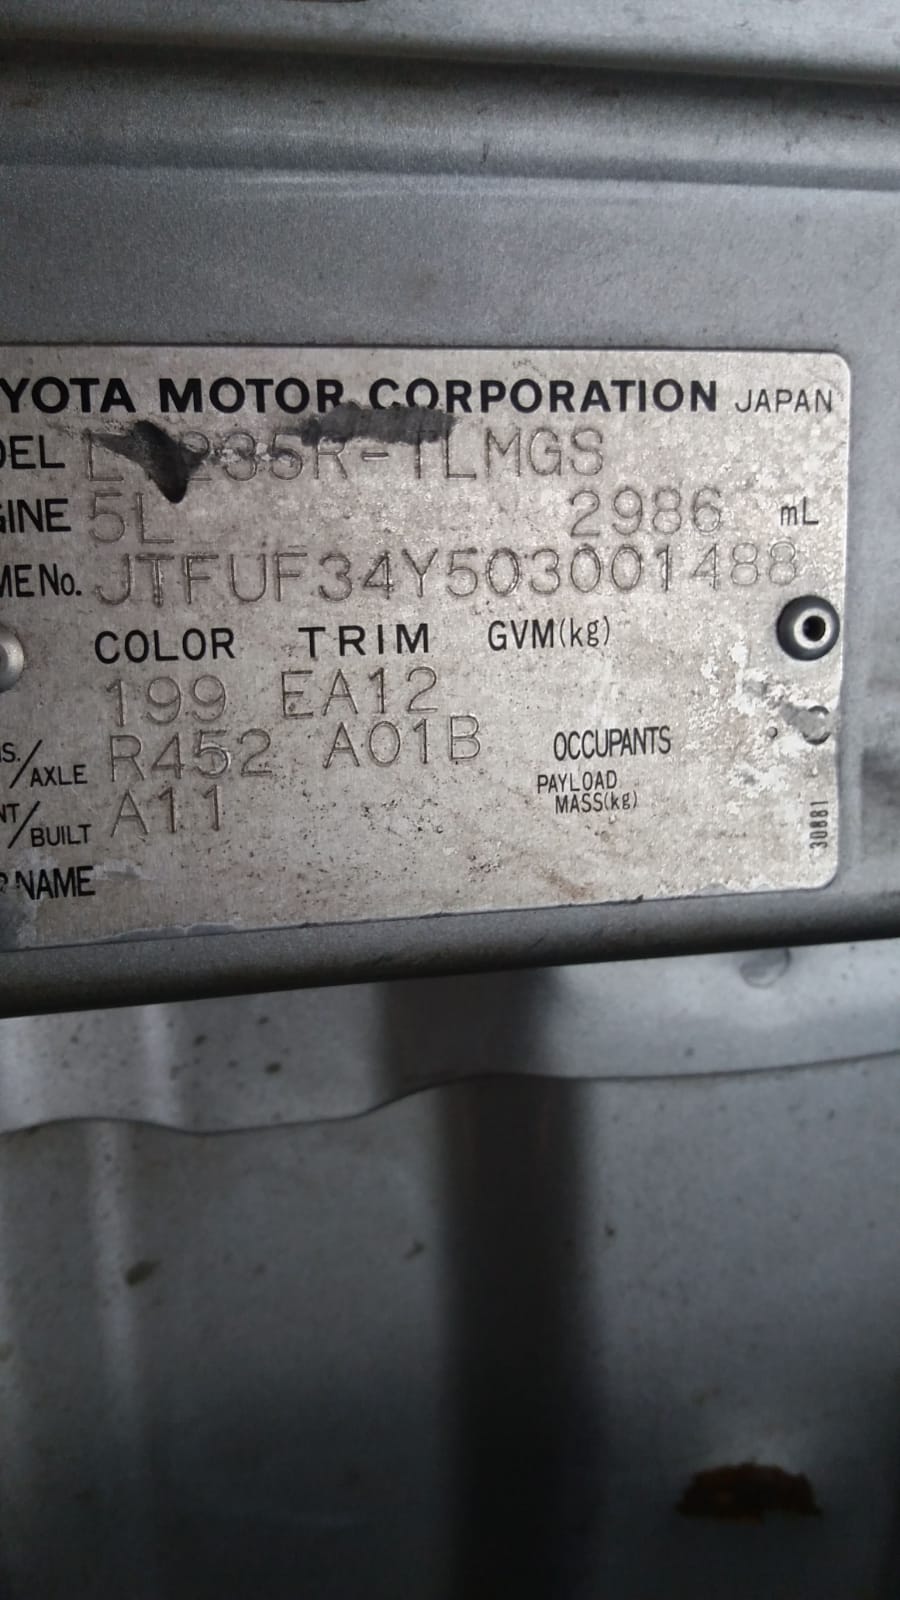 YOTA MOTOR CORPORATION JAPAN
DEL 235R-TLMGS
GINE 5L 2986 mL
ME No. JTFUF34Y503001488
COLOR TRIM GVM(kg)
199 EA12
S./AXLE R452 A01B OCCUPANTS
PAYLOAD
MASS(kg)
NT/BUILT A11
NAME
30881